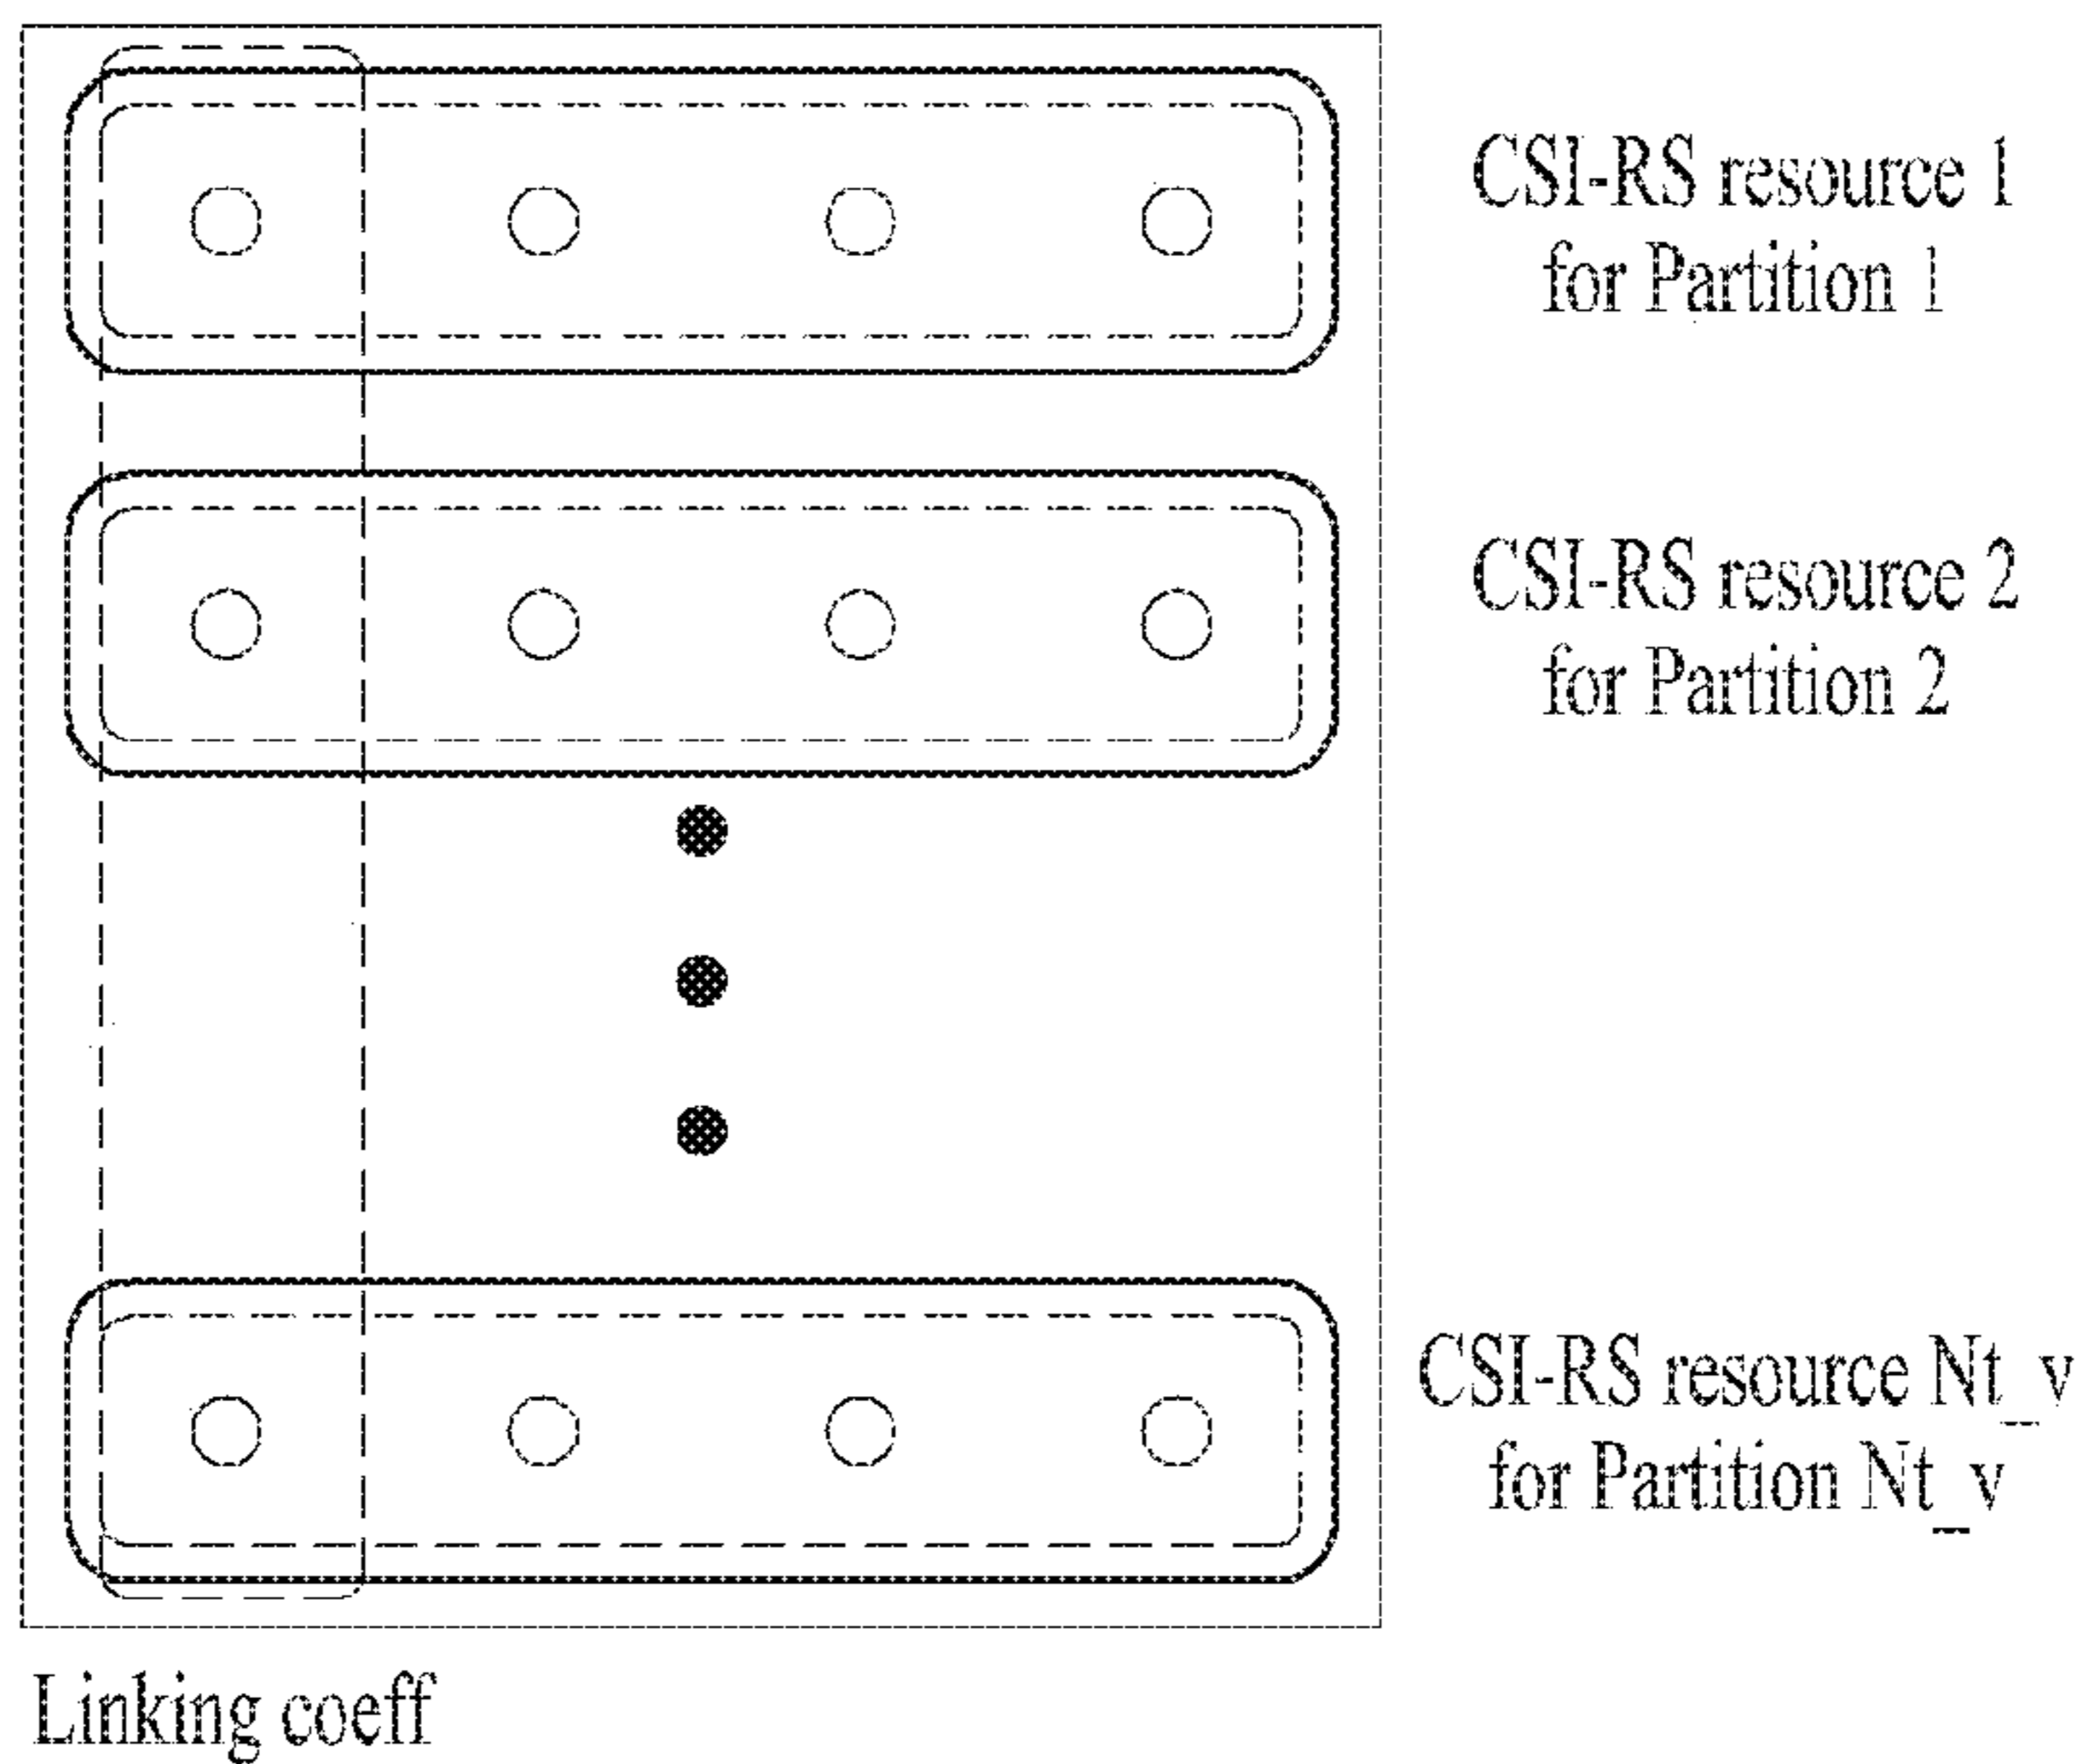 CSI-RS resource 1
for Partition 1
CSI-RS resource 2
for Partition 2
CSI-RS resource Nt_v
for Partition Nt_v
Linking coeff